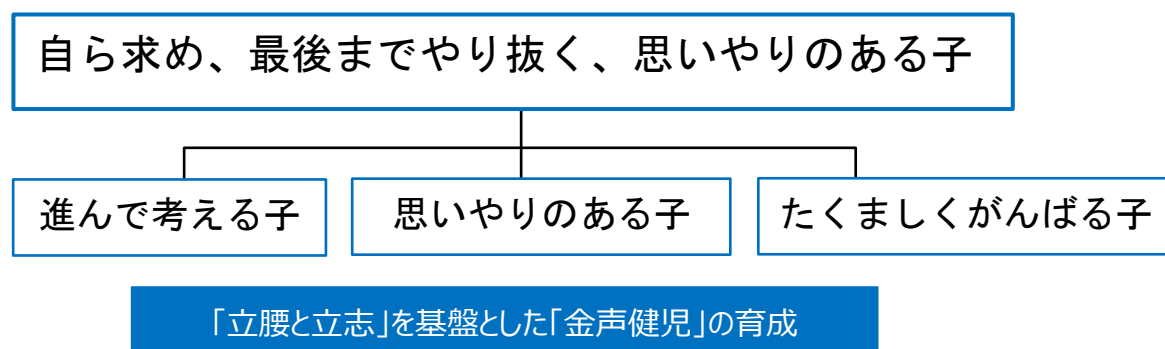 自ら求め、最後までやり抜く、思いやりのある子
進んで考える子
思いやりのある子
たくましくがんばる子
「立腰と立志」を基盤とした「金声健児」の育成